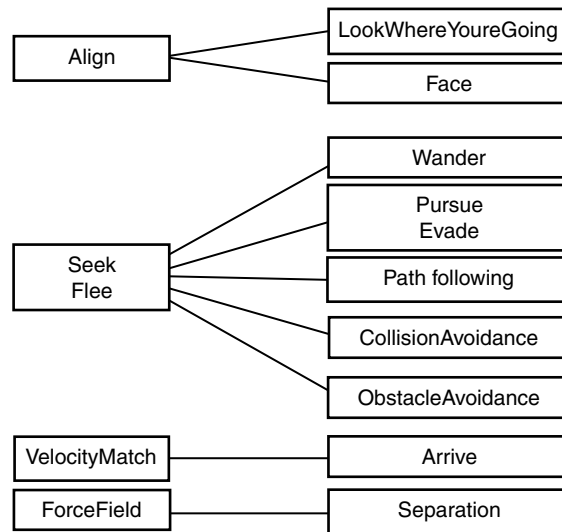 Align
LookWhereYoureGoing
Face
Seek
Flee
Wander
Pursue
Evade
Path following
CollisionAvoidance
ObstacleAvoidance
VelocityMatch
Arrive
ForceField
Separation